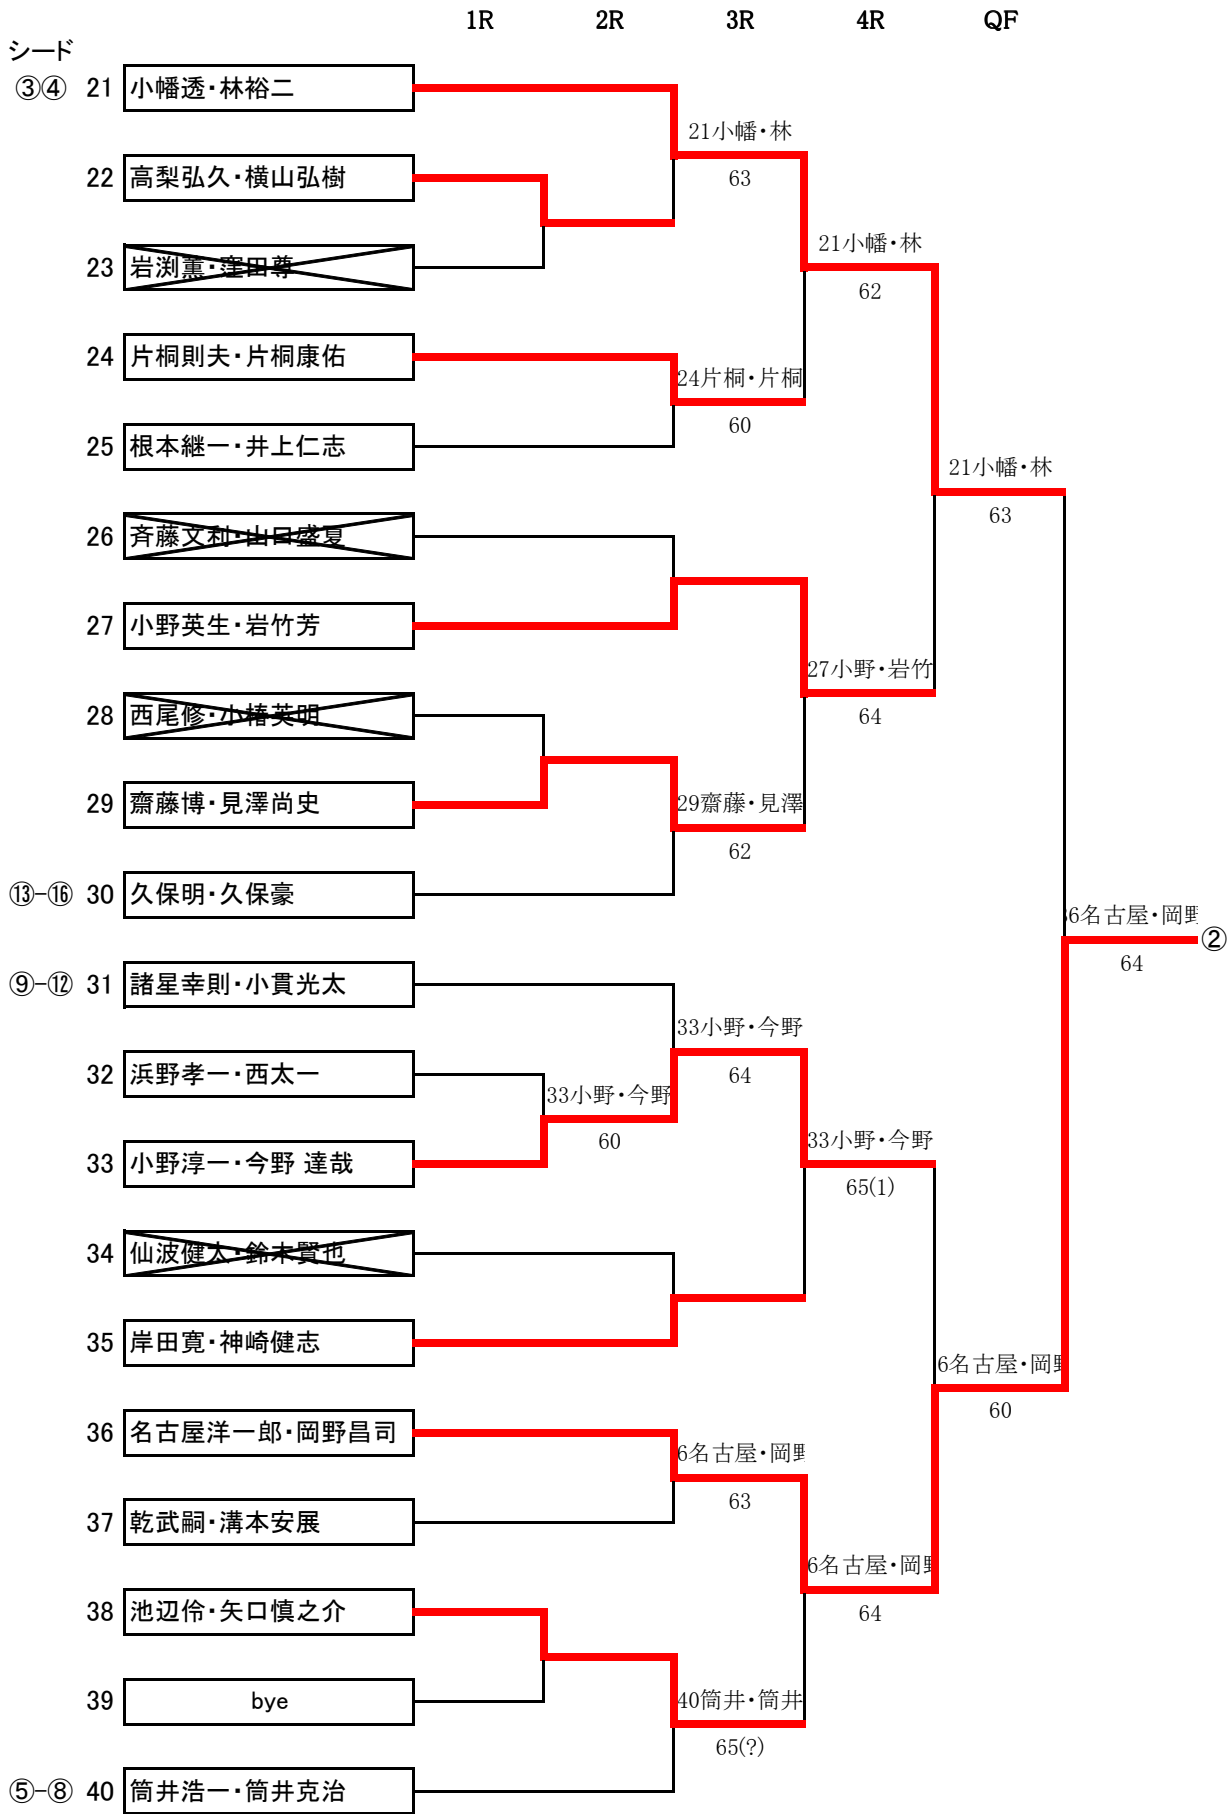 1R 2R 3R 4R QF
シード
③④ 21 小幡透・林裕二
21小幡・林
63
22 高梨弘久・横山弘樹
23 岩渕薫・窪田尊
21小幡・林
62
24 片桐則夫・片桐康佑
24片桐・片桐
60
25 根本継一・井上仁志
21小幡・林
63
26 斉藤文利・山口盛夏
27 小野英生・岩竹芳
27小野・岩竹
64
28 西尾修・小椿英明
29 齋藤博・見澤尚史
29齋藤・見澤
62
⑬-⑯ 30 久保明・久保豪
36名古屋・岡野
②
64
⑨-⑫ 31 諸星幸則・小貫光太
33小野・今野
64
32 浜野孝一・西太一
33小野・今野
60
33 小野淳一・今野 達哉
33小野・今野
65(1)
34 仙波健太・鈴木賢也
35 岸田寛・神崎健志
6名古屋・岡野
60
36 名古屋洋一郎・岡野昌司
6名古屋・岡野
63
37 乾武嗣・溝本安展
6名古屋・岡野
64
38 池辺伶・矢口慎之介
39 bye
40筒井・筒井
65(?)
⑤-⑧ 40 筒井浩一・筒井克治